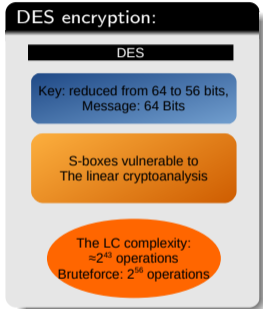 DES encryption:
DES
Key: reduced from 64 to 56 bits,
Message: 64 Bits
S-boxes vulnerable to
The linear cryptoanalysis
The LC complexity:
≈2⁴³ operations
Bruteforce: 2⁵⁶ operations